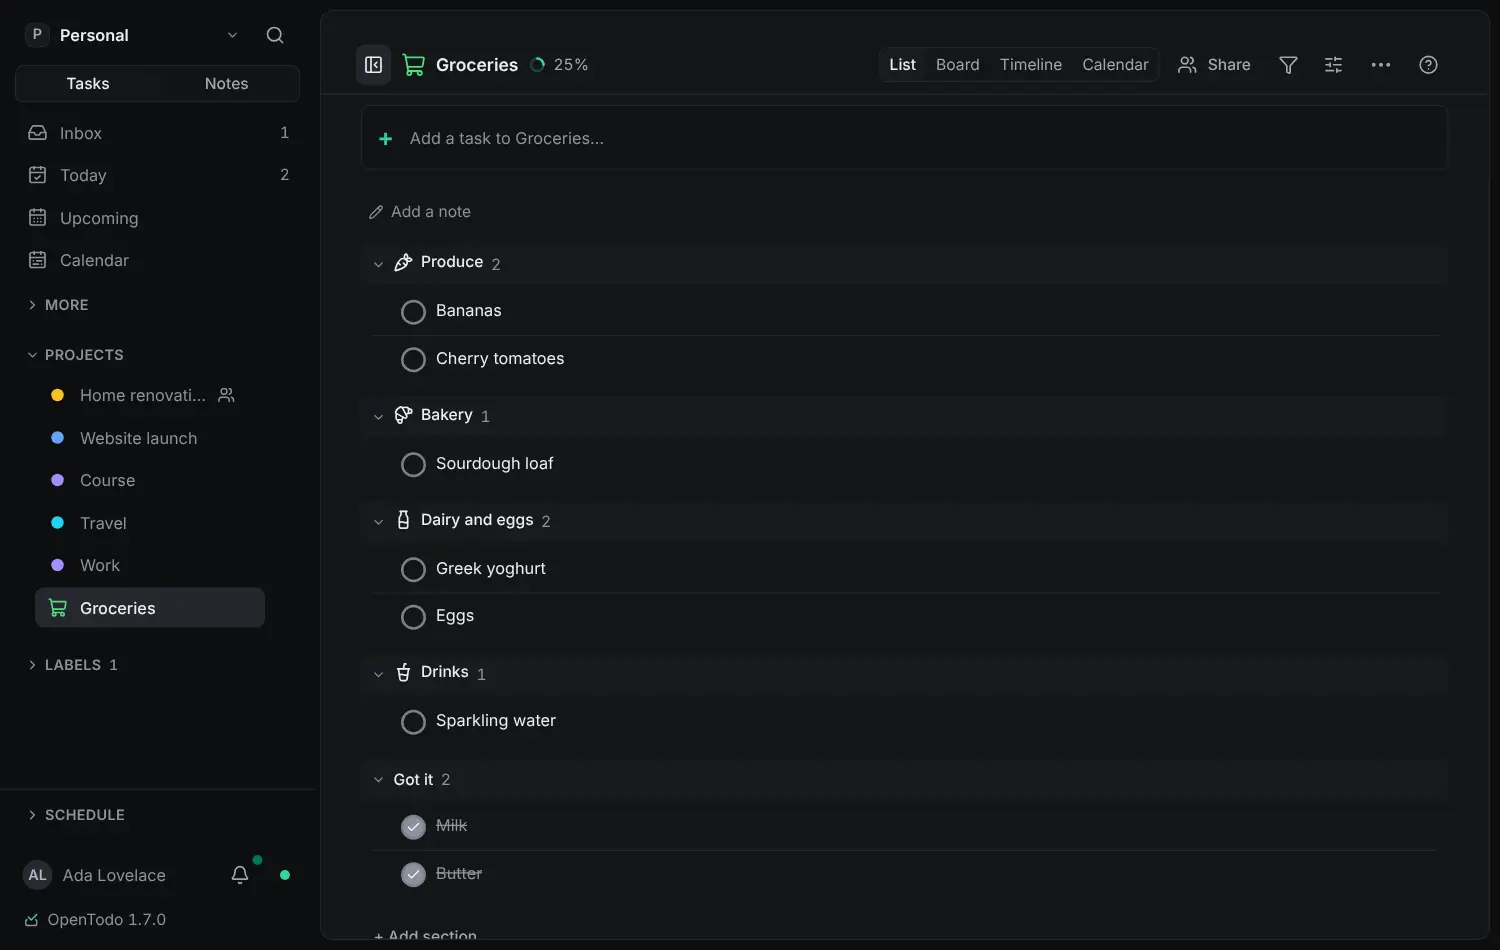 P Personal
Tasks Notes
Inbox 1
Today 2
Upcoming
Calendar
MORE
PROJECTS
Home renovati...
Website launch
Course
Travel
Work
Groceries
LABELS 1
SCHEDULE
AL Ada Lovelace
OpenTodo 1.7.0
Groceries 25%
List Board Timeline Calendar Share
Add a task to Groceries...
Add a note
Produce 2
Bananas
Cherry tomatoes
Bakery 1
Sourdough loaf
Dairy and eggs 2
Greek yoghurt
Eggs
Drinks 1
Sparkling water
Got it 2
Milk
Butter
+ Add section